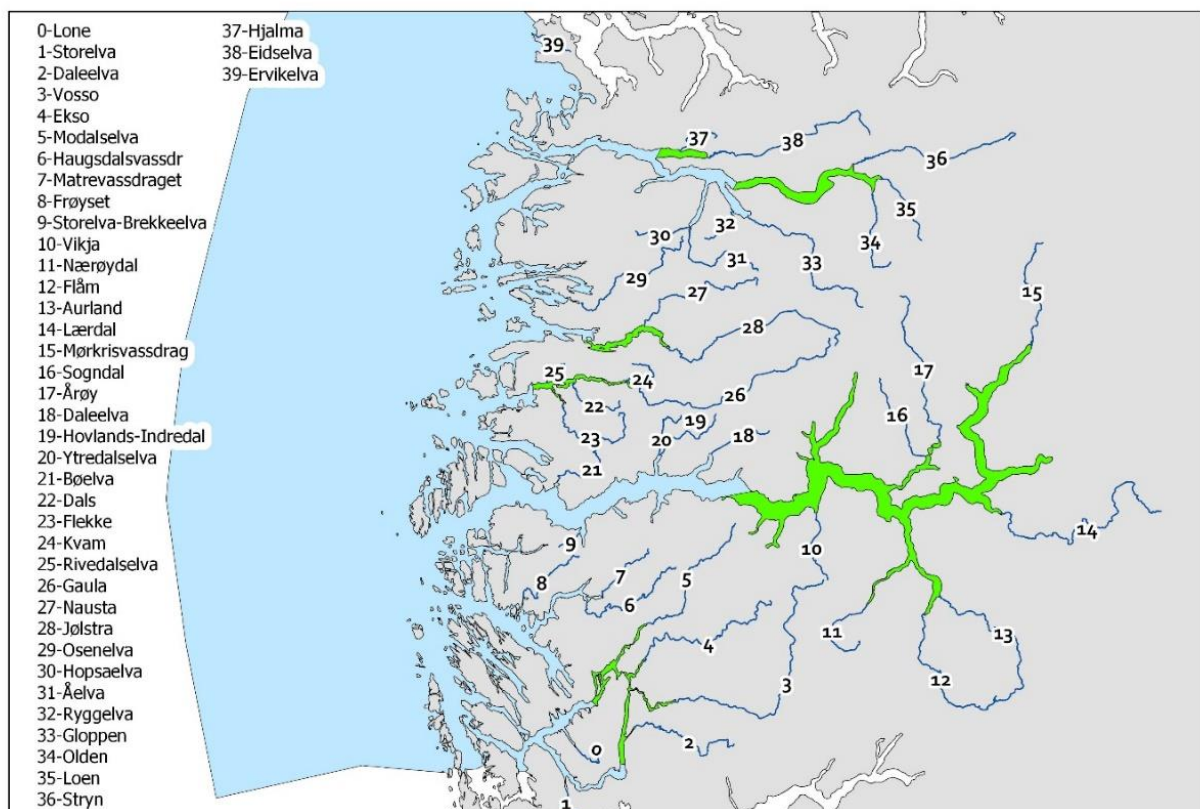 0-Lone
1-Storelva
2-Daleelva
3-Vosso
4-Ekso
5-Modalselva
6-Haugsdalsvassdr
7-Matrevassdraget
8-Frøyset
9-Storelva-Brekkeelva
10-Vikja
11-Nærøydal
12-Flåm
13-Aurland
14-Lærdal
15-Mørkrisvassdrag
16-Sogndal
17-Årøy
18-Daleelva
19-Hovlands-Indredal
20-Ytredalselva
21-Bøelva
22-Dals
23-Flekke
24-Kvam
25-Rivedalselva
26-Gaula
27-Nausta
28-Jølstra
29-Osenelva
30-Hopsaelva
31-Åelva
32-Ryggelva
33-Gloppen
34-Olden
35-Loen
36-Stryn
37-Hjalma
38-Eidselva
39-Ervikelva
39
37
38
36
35
34
32
30
31
33
29
27
15
28
25
24
26
17
22
16
19
23
20
18
21
14
9
10
8
7
5
6
11
13
4
12
3
0
2
1